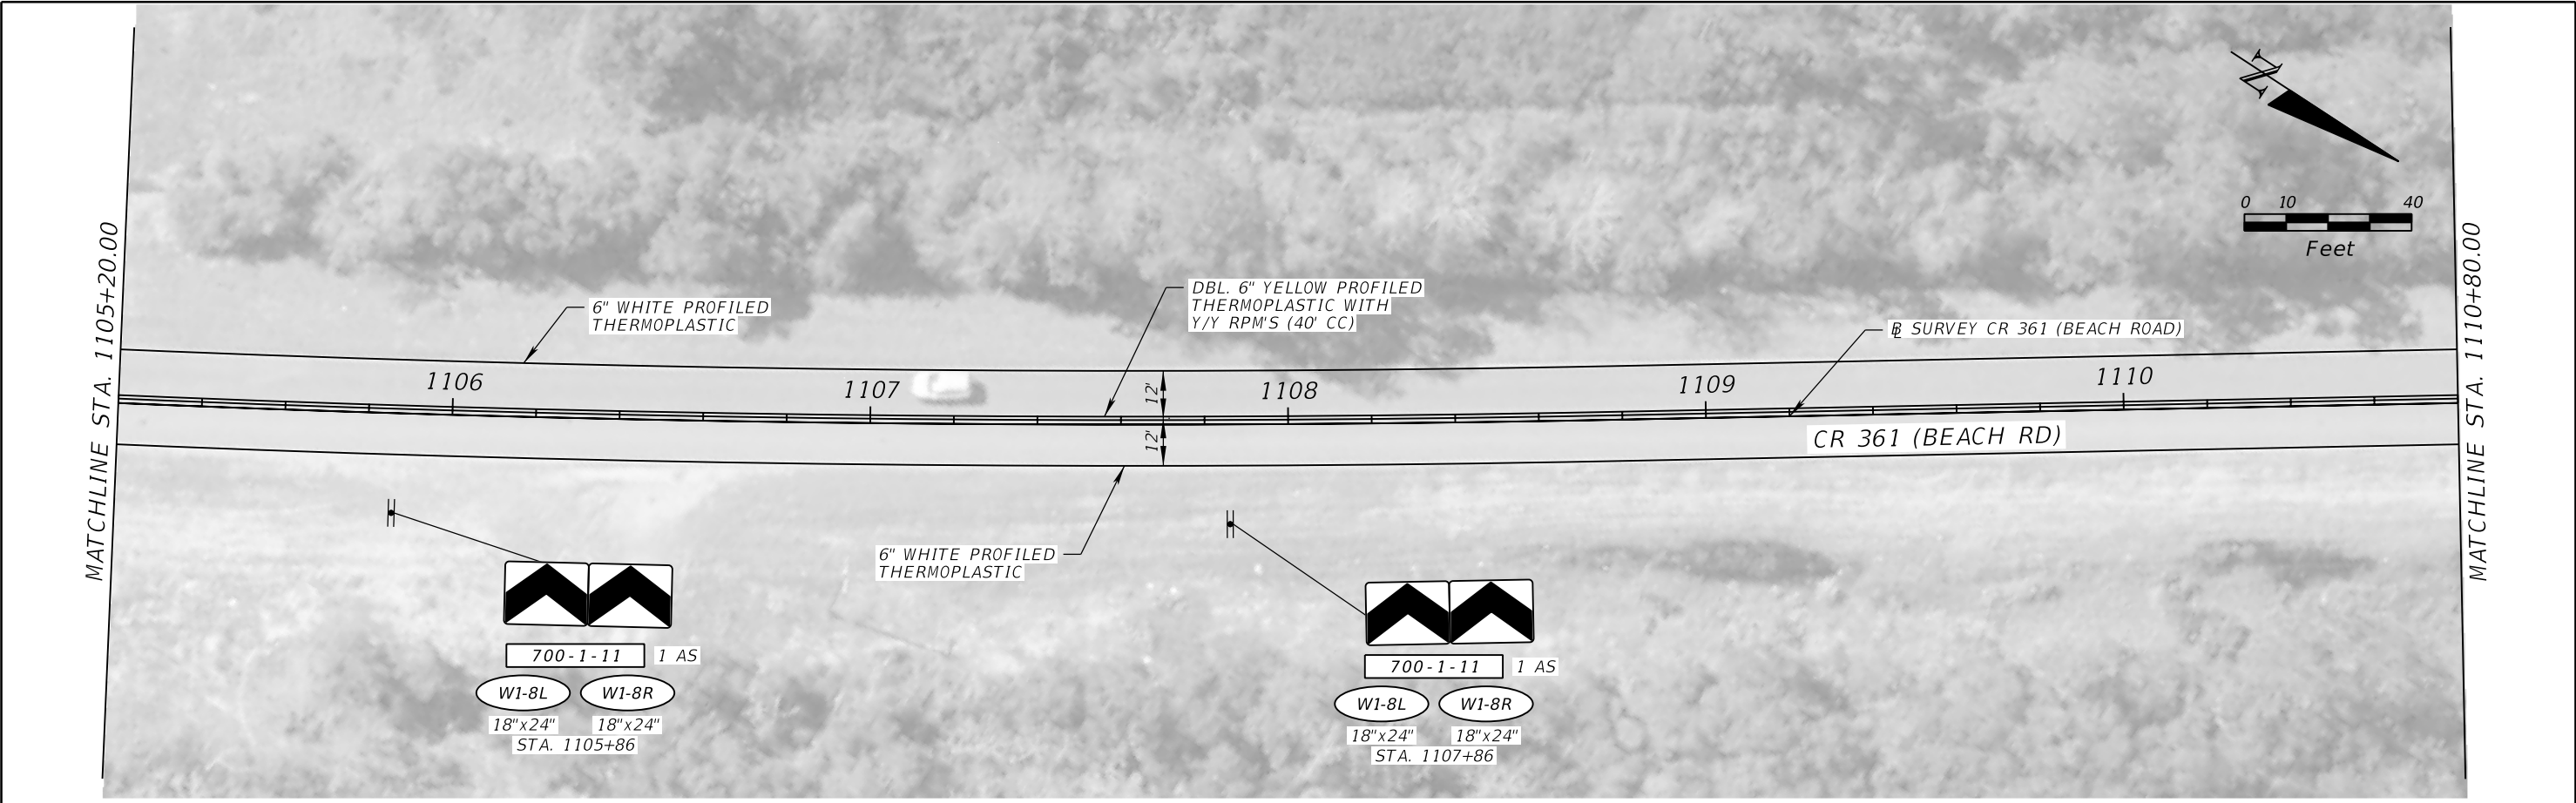 N
0 10 40
Feet
MATCHLINE STA. 1105+20.00
MATCHLINE STA. 1110+80.00
6" WHITE PROFILED
THERMOPLASTIC
DBL. 6" YELLOW PROFILED
THERMOPLASTIC WITH
Y/Y RPM'S (40' CC)
BL SURVEY CR 361 (BEACH ROAD)
1106
1107
1108
1109
1110
12'
12'
CR 361 (BEACH RD)
6" WHITE PROFILED
THERMOPLASTIC
700-1-11 1 AS
W1-8L W1-8R
18"x24" 18"x24"
STA. 1105+86
700-1-11 1 AS
W1-8L W1-8R
18"x24" 18"x24"
STA. 1107+86